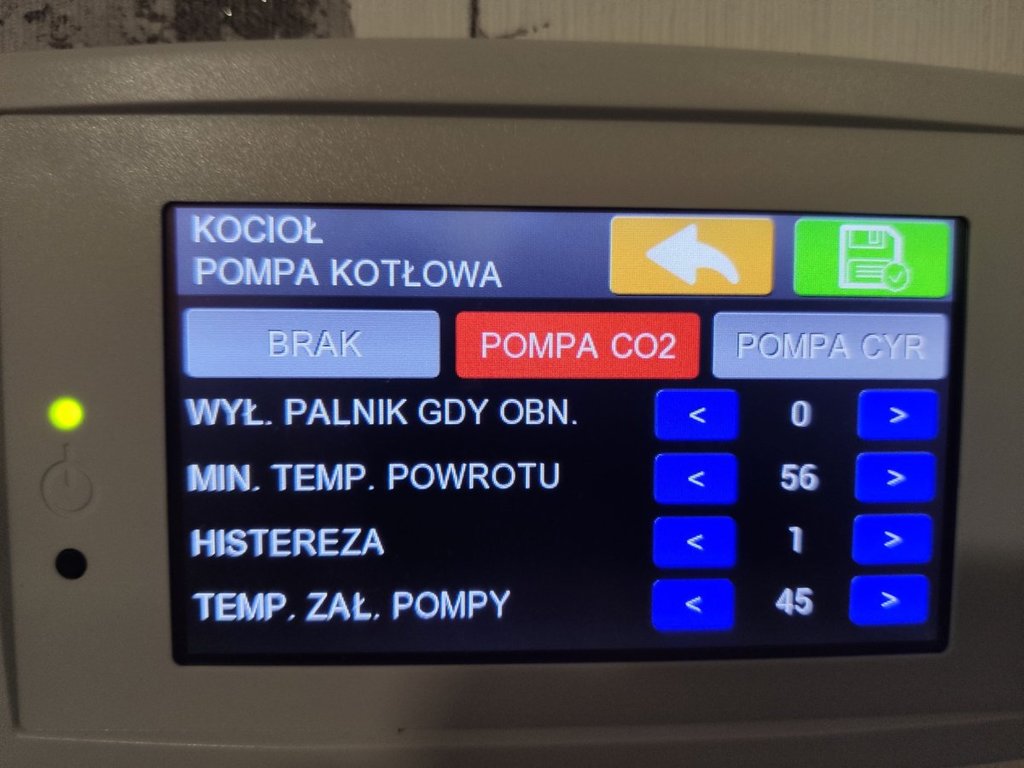 KOCIOŁ
POMPA KOTŁOWA
BRAK
POMPA CO2
POMPA CYR
WYŁ. PALNIK GDY OBN.
< 0 >
MIN. TEMP. POWROTU
< 56 >
HISTEREZA
< 1 >
TEMP. ZAŁ. POMPY
< 45 >